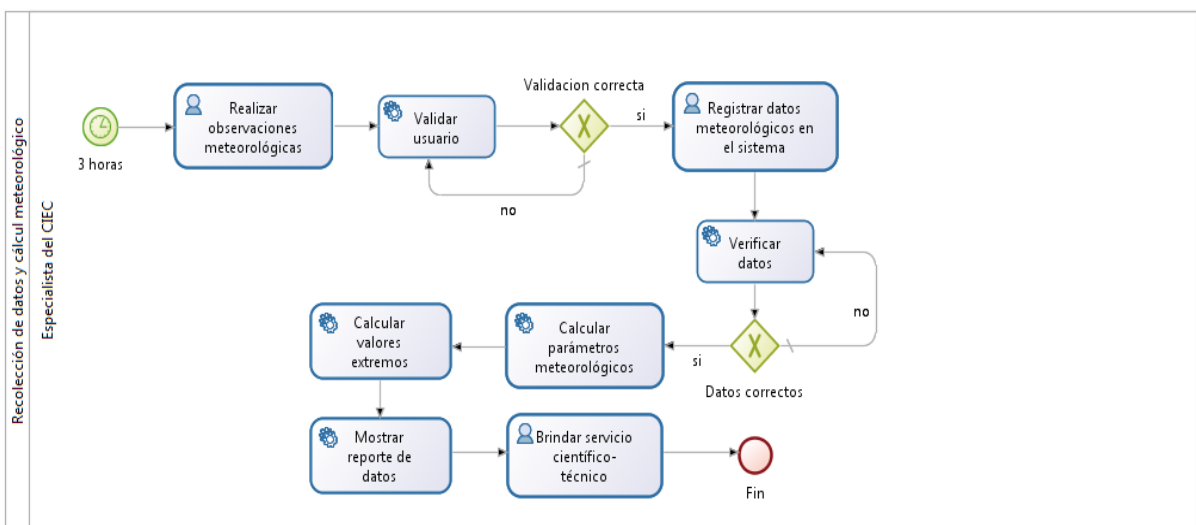 Recolección de datos y cálcul meteorológico
Especialista del CIEC
3 horas
Realizar
observaciones
meteorológicas
Validar
usuario
Validacion correcta
si
no
Registrar datos
meteorológicos en
el sistema
Verificar
datos
no
Datos correctos
si
Calcular
parámetros
meteorológicos
Calcular
valores
extremos
Mostrar
reporte de
datos
Brindar servicio
científico-
técnico
Fin